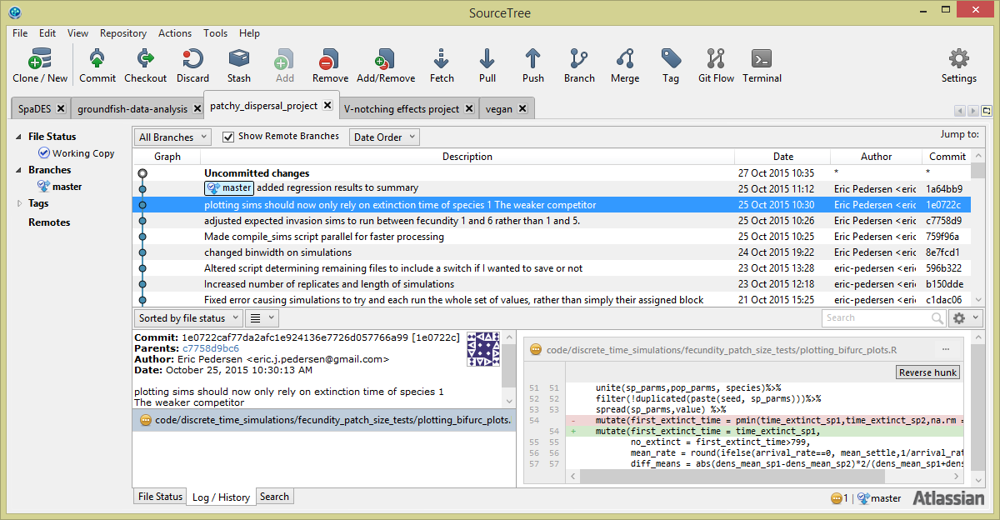 SourceTree
File Edit View Repository Actions Tools Help
Clone / New Commit Checkout Discard Stash Add Remove Add/Remove Fetch Pull Push Branch Merge Tag Git Flow Terminal Settings
SpaDES groundfish-data-analysis patchy_dispersal_project V-notching effects project vegan
File Status
Working Copy
Branches
master
Tags
Remotes
All Branches Show Remote Branches Date Order Jump to:
Graph Description Date Author Commit
Uncommitted changes 27 Oct 2015 10:35 * *
master added regression results to summary 25 Oct 2015 11:12 Eric Pedersen <eric 1a64bb9
plotting sims should now only rely on extinction time of species 1 The weaker competitor 25 Oct 2015 10:30 Eric Pedersen <eric 1e0722c
adjusted expected invasion sims to run between fecundity 1 and 6 rather than 1 and 5. 25 Oct 2015 10:26 Eric Pedersen <eric c7758d9
Made compile_sims script parallel for faster processing 25 Oct 2015 10:25 Eric Pedersen <eric 759f96a
changed binwidth on simulations 24 Oct 2015 19:22 Eric Pedersen <eric 8e7fcd1
Altered script determining remaining files to include a switch if I wanted to save or not 23 Oct 2015 13:28 eric-pedersen <eric 596b322
Increased number of replicates and length of simulations 23 Oct 2015 12:18 eric-pedersen <eric b150dde
Fixed error causing simulations to try and each run the whole set of values, rather than simply their assigned block 21 Oct 2015 15:25 eric-pedersen <eric c1dac06
Sorted by file status Search
Commit: 1e0722caf77da2afc1e924136e7726d057766a99 [1e0722c]
Parents: c7758d9bc6
Author: Eric Pedersen <eric.j.pedersen@gmail.com>
Date: October 25, 2015 10:30:13 AM
plotting sims should now only rely on extinction time of species 1
The weaker competitor
code/discrete_time_simulations/fecundity_patch_size_tests/plotting_bifurc_plots.
code/discrete_time_simulations/fecundity_patch_size_tests/plotting_bifurc_plots.R ...
Reverse hunk
51 51 unite(sp_parms,pop_parms, species)%>%
52 52 filter(!duplicated(paste(seed, sp_parms)))%>%
53 53 spread(sp_parms,value) %>%
54 - mutate(first_extinct_time = pmin(time_extinct_sp1,time_extinct_sp2,na.rm =
54 + mutate(first_extinct_time = time_extinct_sp1,
55 55 no_extinct = first_extinct_time>799,
56 56 mean_rate = round(ifelse(arrival_rate==0, mean_settle,1/arrival_rat
57 57 diff_means = abs(dens_mean_sp1-dens_mean_sp2)*2/(dens_mean_sp1+dens
File Status Log / History Search
1 | master Atlassian